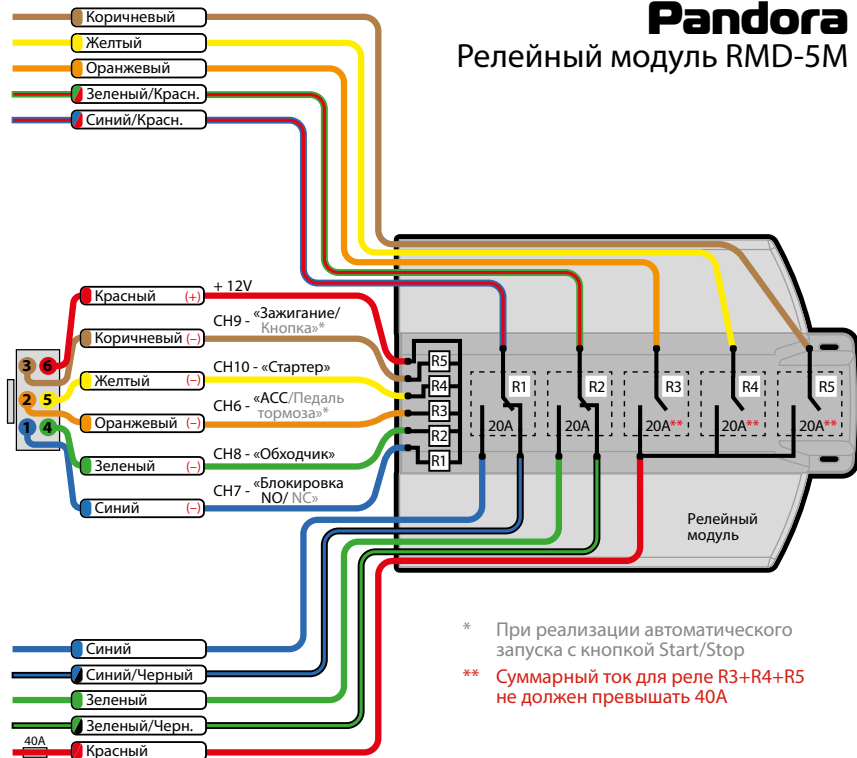 Pandora
Релейный модуль RMD-5M
Коричневый
Желтый
Оранжевый
Зеленый/Красн.
Синий/Красн.
Красный (+)
+ 12V
Коричневый (–)
CH9 - «Зажигание/
Кнопка»*
Желтый (–)
CH10 - «Стартер»
Оранжевый (–)
CH6 - «ACC/Педаль
тормоза»*
Зеленый (–)
CH8 - «Обходчик»
Синий (–)
CH7 - «Блокировка
NO/ NC»
3 6
2 5
1 4
R5
R4
R3
R2
R1
R1
20A
R2
20A
R3
20A**
R4
20A**
R5
20A**
Релейный
модуль
* При реализации автоматического
запуска с кнопкой Start/Stop
** Суммарный ток для реле R3+R4+R5
не должен превышать 40A
Синий
Синий/Черный
Зеленый
Зеленый/Черн.
40A
Красный